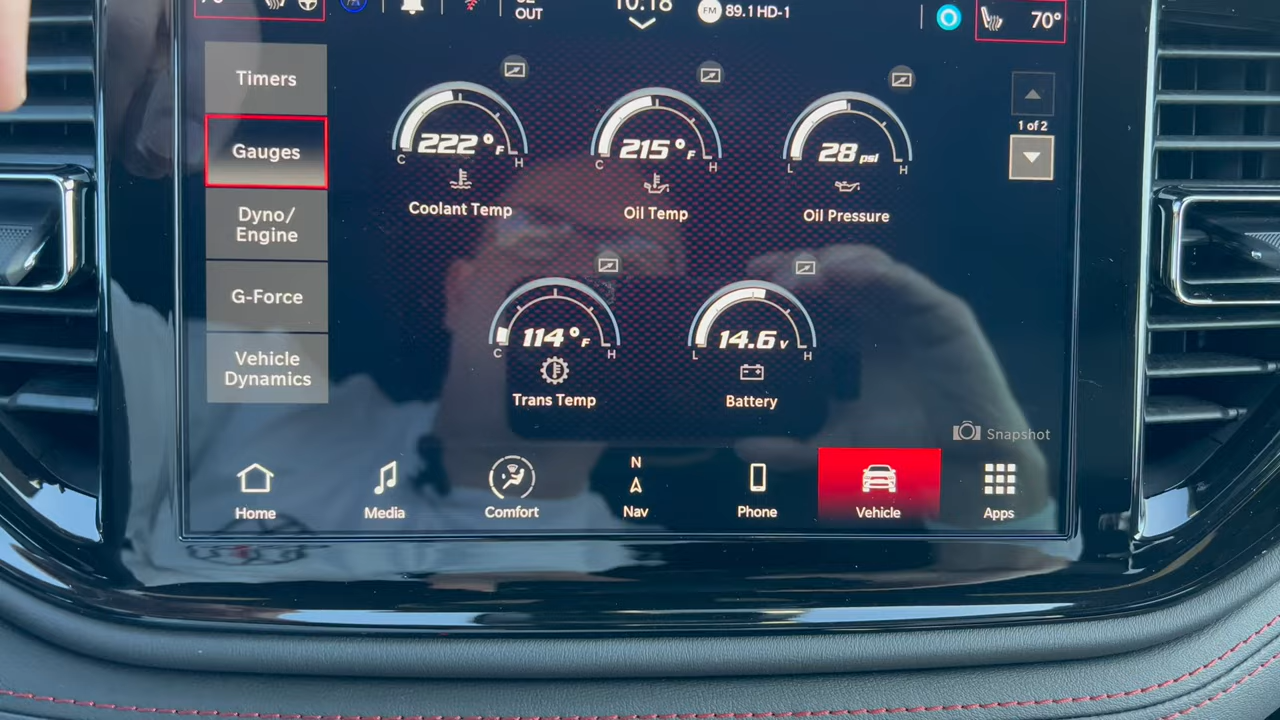 OUT
10:18
FM 89.1 HD-1
70°
Timers
Gauges
Dyno/
Engine
G-Force
Vehicle
Dynamics
222°F
C H
Coolant Temp
215°F
C H
Oil Temp
28 psi
L H
Oil Pressure
1 of 2
114°F
C H
Trans Temp
14.6 V
L H
Battery
Snapshot
Home
Media
Comfort
N
Nav
Phone
Vehicle
Apps